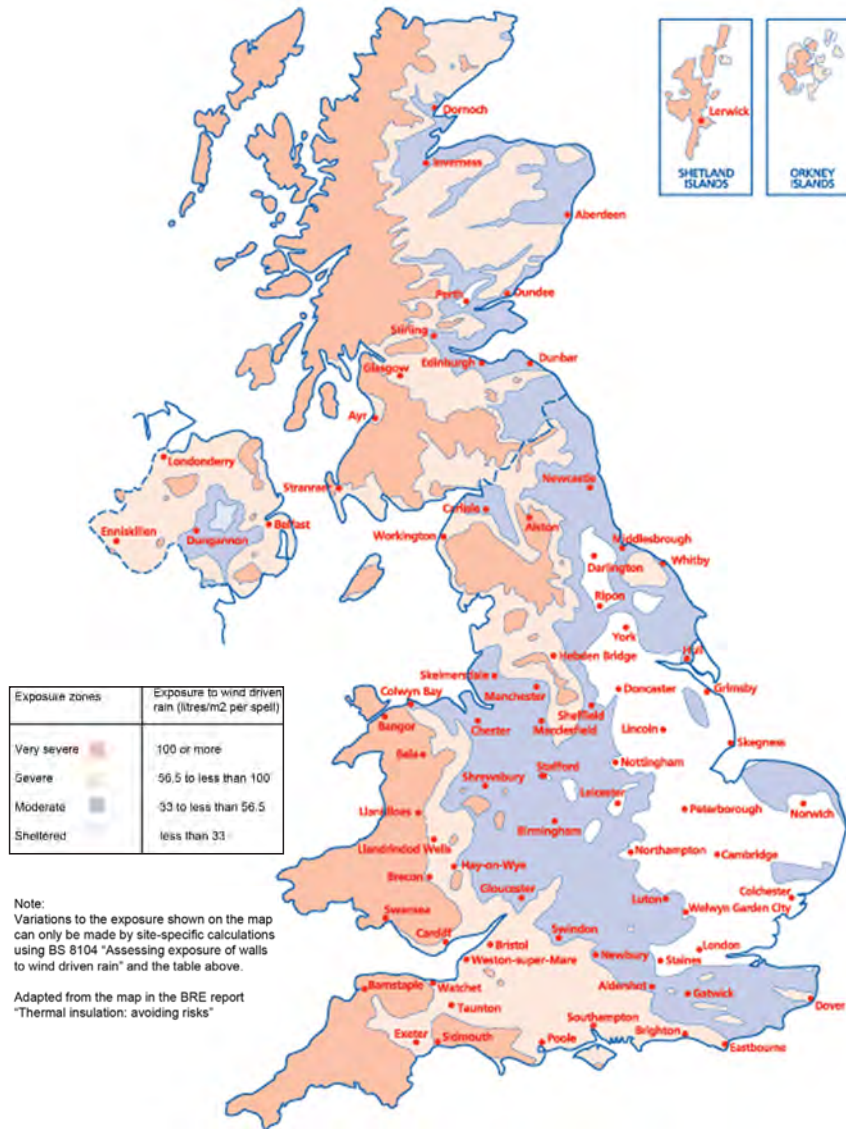 Lerwick
SHETLAND
ISLANDS
ORKNEY
ISLANDS
Dornoch
Inverness
Aberdeen
Perth
Dundee
Stirling
Edinburgh
Dunbar
Glasgow
Ayr
Londonderry
Stranraer
Newcastle
Carlisle
Enniskillen
Dungannon
Belfast
Workington
Alston
Middlesbrough
Whitby
Darlington
Ripon
York
Hull
Hebden Bridge
Skelmersdale
Manchester
Doncaster
Grimsby
Colwyn Bay
Bangor
Chester
Macclesfield
Sheffield
Lincoln
Skegness
Bala
Stafford
Nottingham
Shrewsbury
Leicester
Llanidloes
Birmingham
Peterborough
Norwich
Llandrindod Wells
Hay-on-Wye
Northampton
Cambridge
Brecon
Gloucester
Luton
Colchester
Welwyn Garden City
Swansea
Cardiff
Swindon
Bristol
London
Weston-super-Mare
Newbury
Staines
Barnstaple
Watchet
Aldershot
Gatwick
Dover
Taunton
Southampton
Exeter
Sidmouth
Poole
Brighton
Eastbourne
Exposure zones
Exposure to wind driven
rain (litres/m2 per spell)
Very severe
100 or more
Severe
56.5 to less than 100
Moderate
33 to less than 56.5
Sheltered
less than 33
Note:
Variations to the exposure shown on the map
can only be made by site-specific calculations
using BS 8104 “Assessing exposure of walls
to wind driven rain” and the table above.
Adapted from the map in the BRE report
“Thermal insulation: avoiding risks”